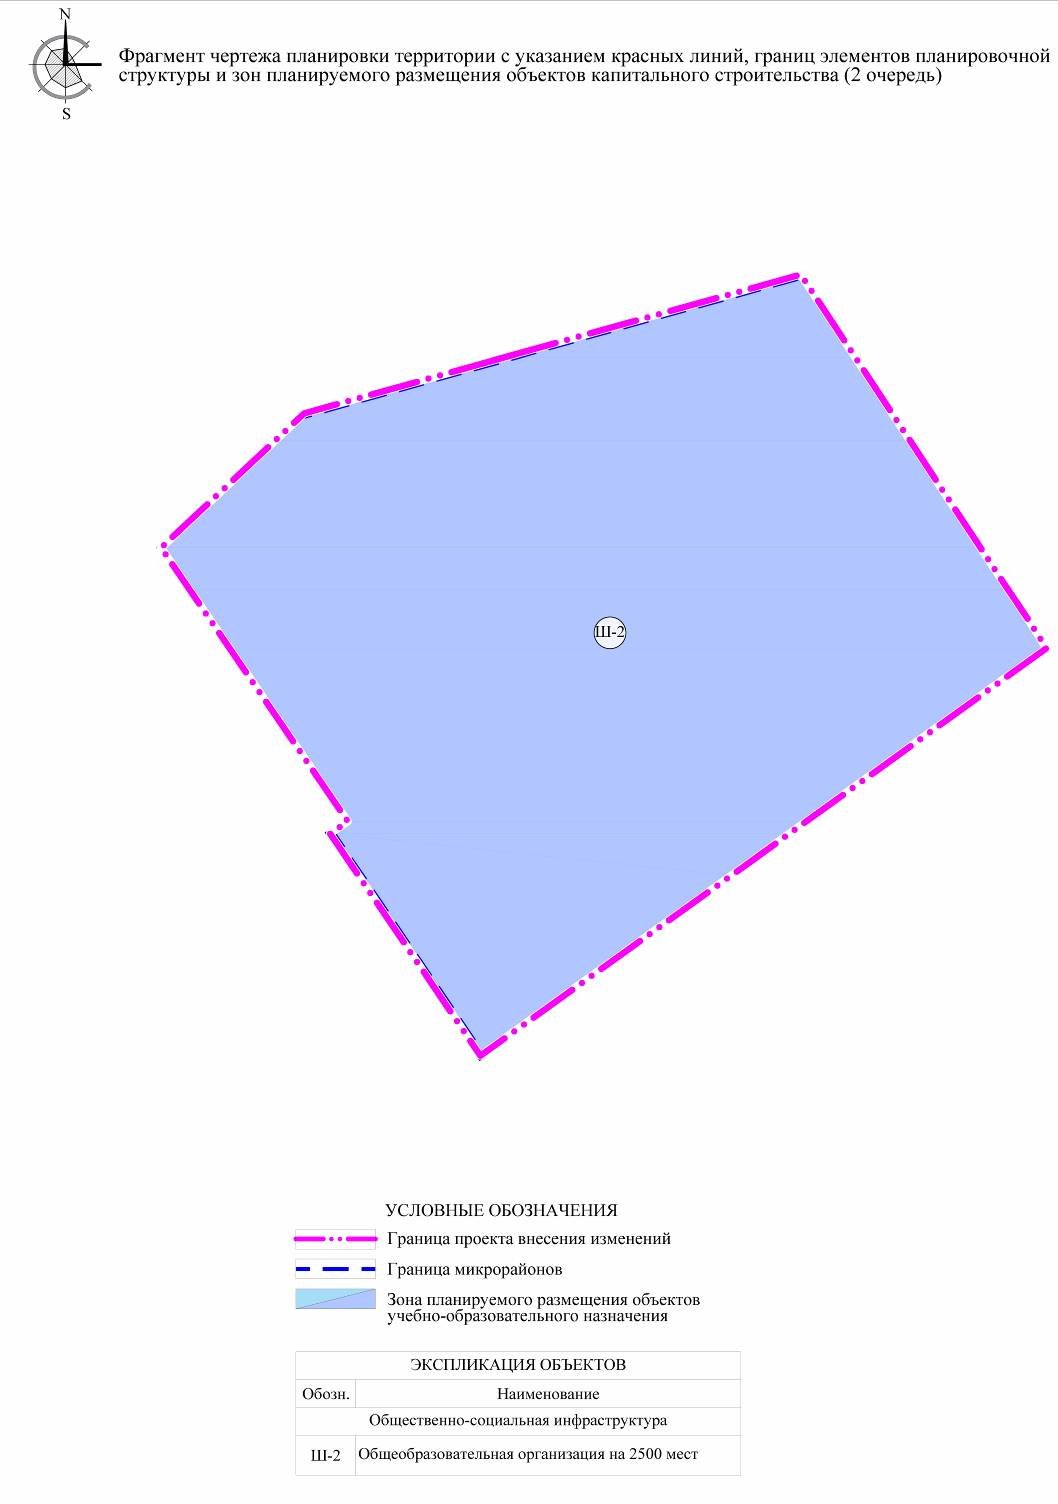 N
S
Фрагмент чертежа планировки территории с указанием красных линий, границ элементов планировочной
структуры и зон планируемого размещения объектов капитального строительства (2 очередь)
Ш-2
УСЛОВНЫЕ ОБОЗНАЧЕНИЯ
Граница проекта внесения изменений
Граница микрорайонов
Зона планируемого размещения объектов
учебно-образовательного назначения
ЭКСПЛИКАЦИЯ ОБЪЕКТОВ
Обозн. Наименование
Общественно-социальная инфраструктура
Ш-2 Общеобразовательная организация на 2500 мест